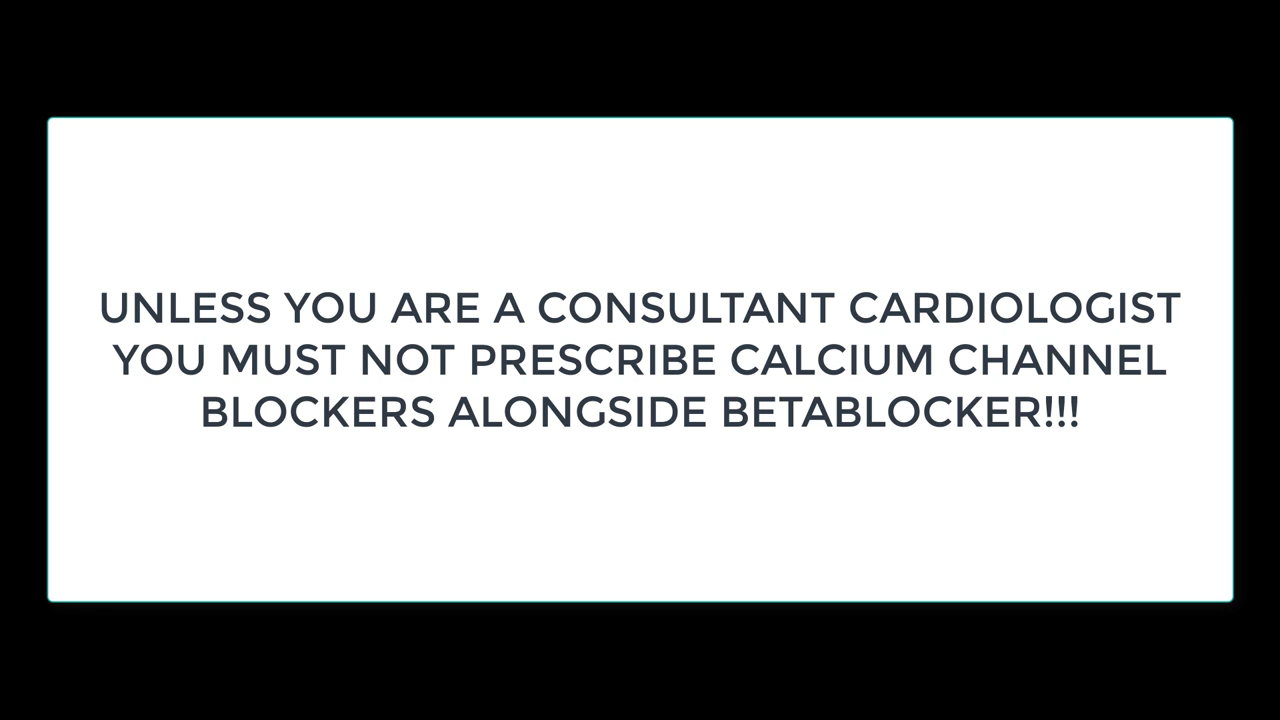 UNLESS YOU ARE A CONSULTANT CARDIOLOGIST
YOU MUST NOT PRESCRIBE CALCIUM CHANNEL
BLOCKERS ALONGSIDE BETABLOCKER!!!